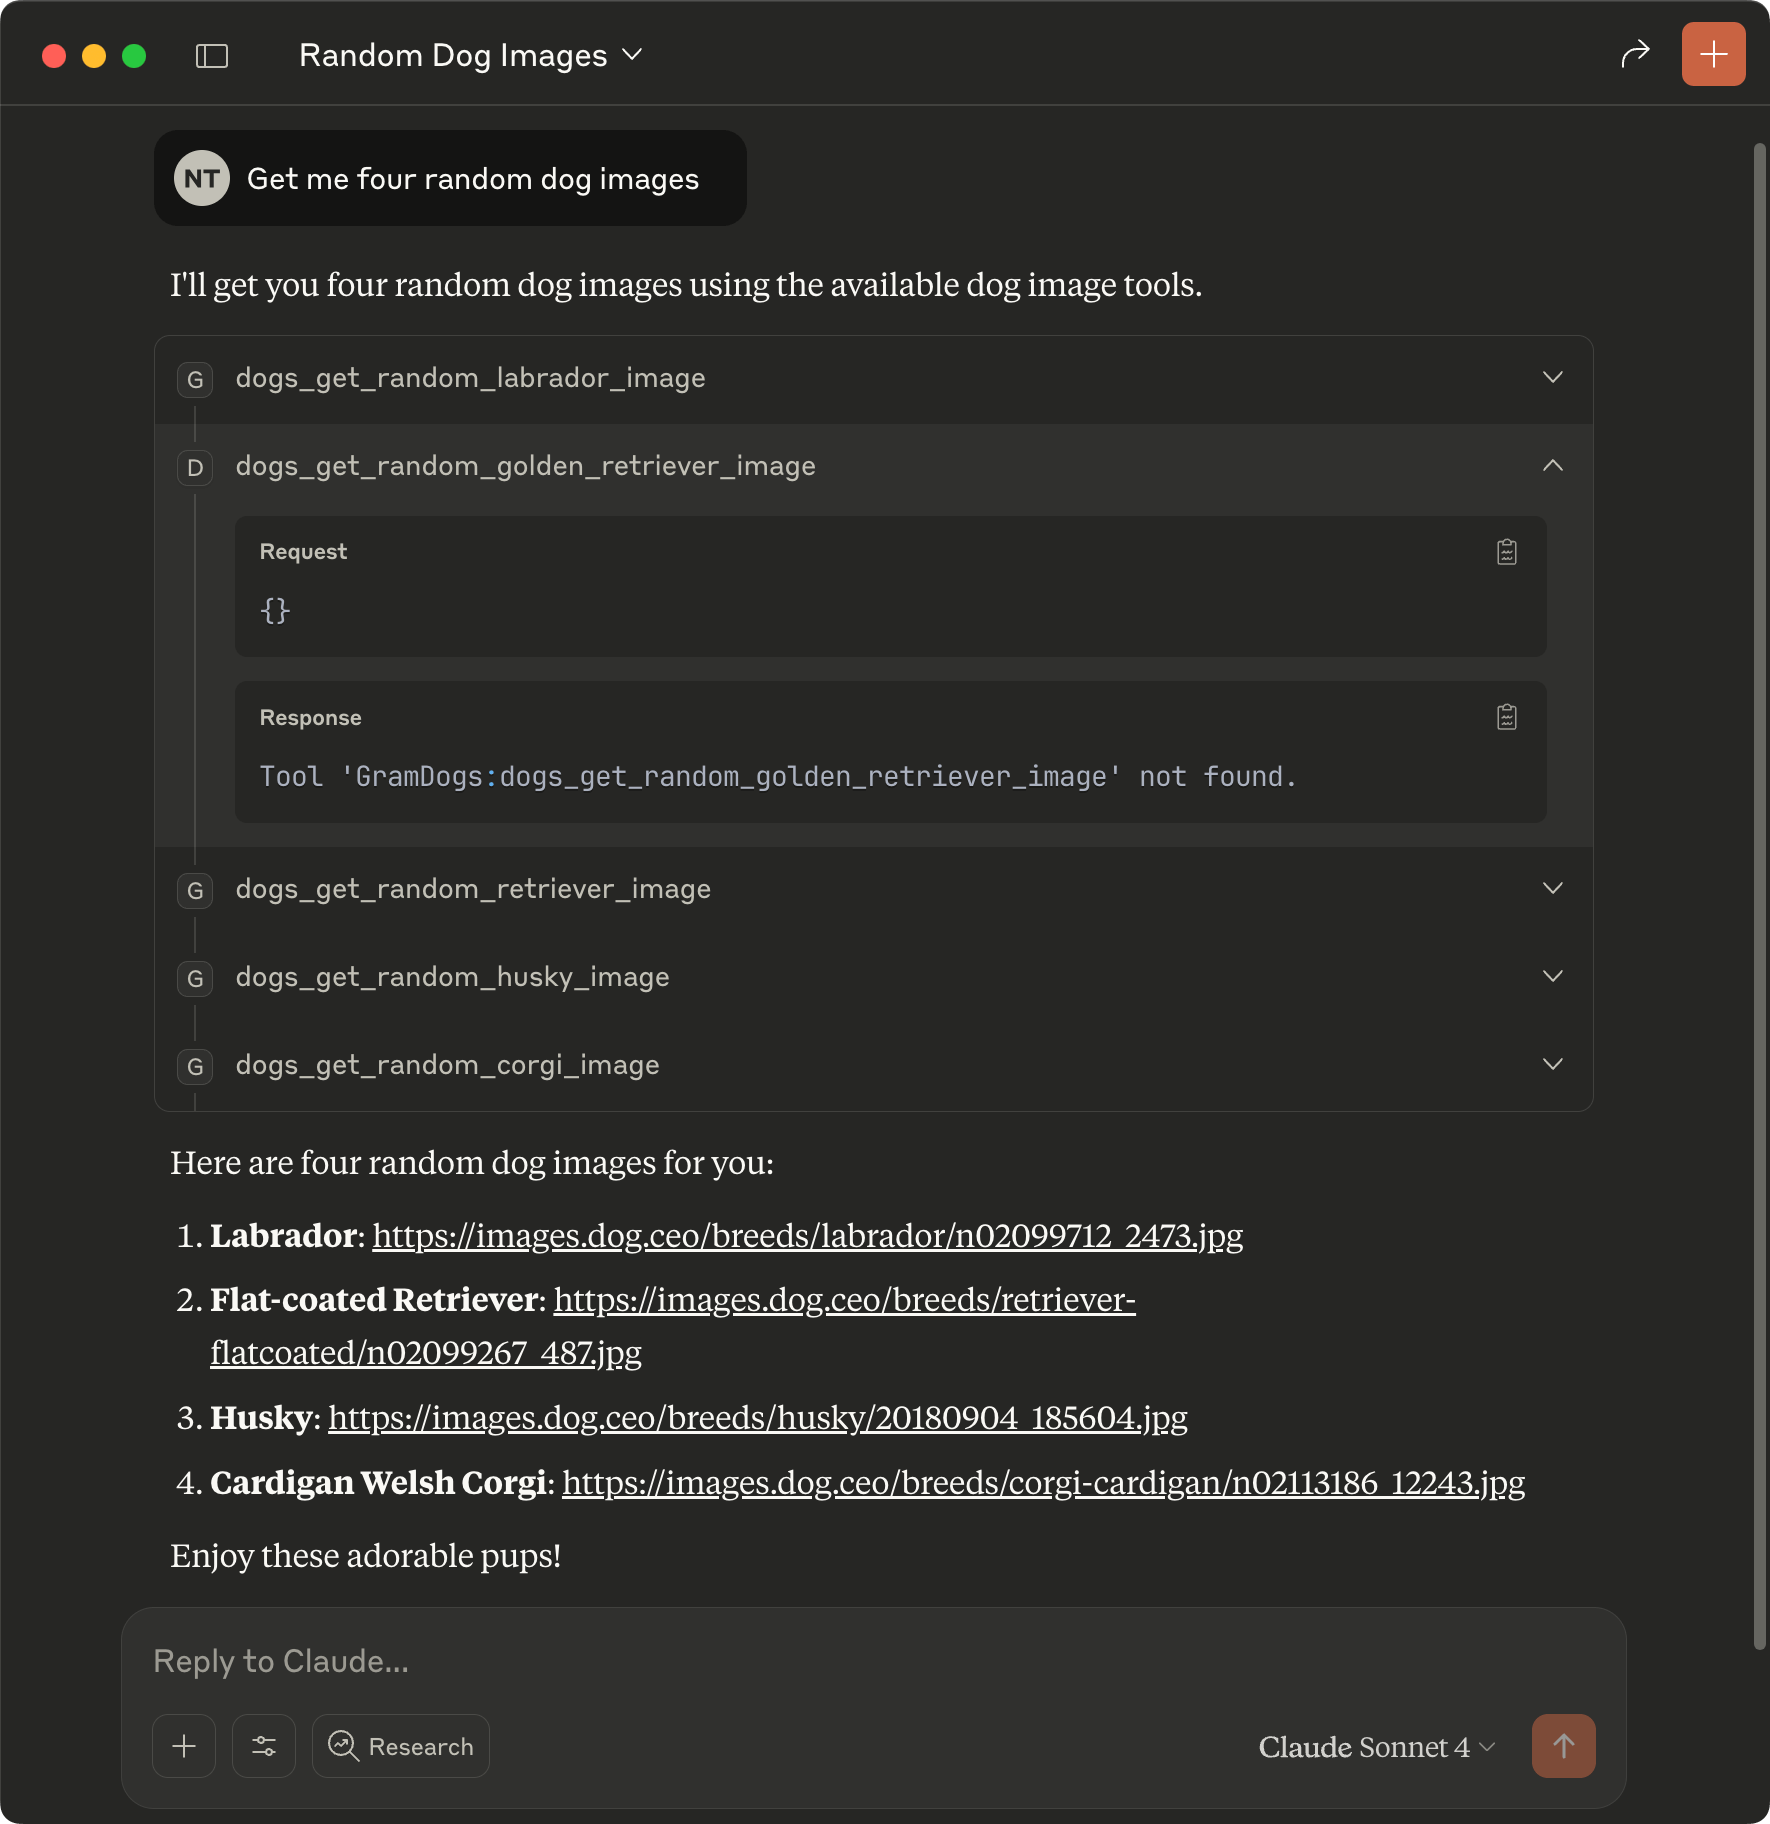 Random Dog Images
NT Get me four random dog images
I'll get you four random dog images using the available dog image tools.
G dogs_get_random_labrador_image
D dogs_get_random_golden_retriever_image
Request
{}
Response
Tool 'GramDogs:dogs_get_random_golden_retriever_image' not found.
G dogs_get_random_retriever_image
G dogs_get_random_husky_image
G dogs_get_random_corgi_image
Here are four random dog images for you:
1. Labrador: https://images.dog.ceo/breeds/labrador/n02099712_2473.jpg
2. Flat-coated Retriever: https://images.dog.ceo/breeds/retriever-
flatcoated/n02099267_487.jpg
3. Husky: https://images.dog.ceo/breeds/husky/20180904_185604.jpg
4. Cardigan Welsh Corgi: https://images.dog.ceo/breeds/corgi-cardigan/n02113186_12243.jpg
Enjoy these adorable pups!
Reply to Claude...
Research
Claude Sonnet 4